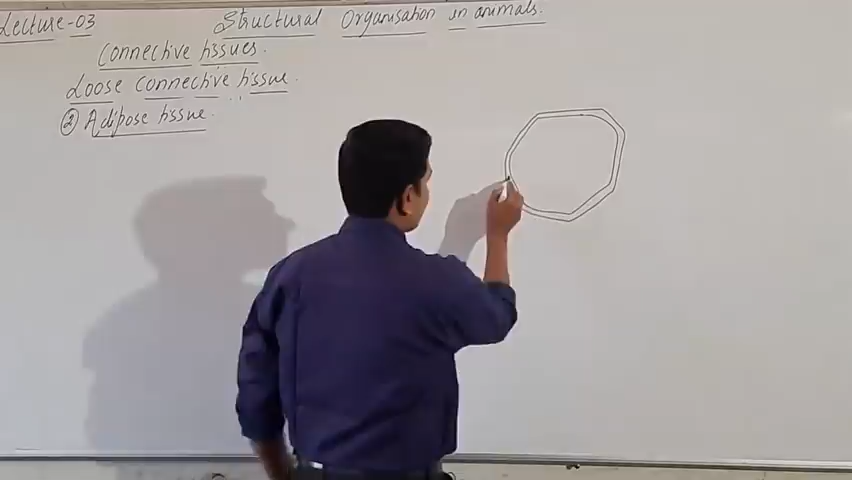 Lecture-03 Structural Organisation in animals.
Connective tissues.
Loose connective tissue.
② Adipose tissue.